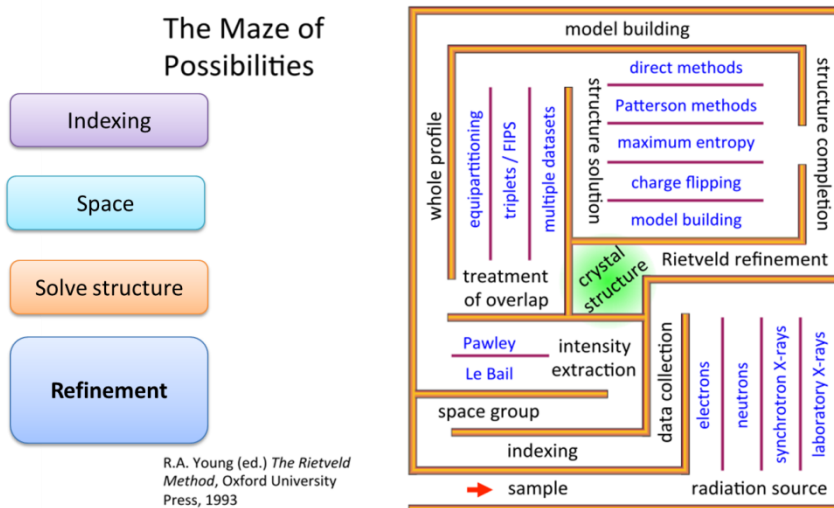 The Maze of
Possibilities
Indexing
Space
Solve structure
Refinement
R.A. Young (ed.) The Rietveld
Method, Oxford University
Press, 1993
model building
direct methods
Patterson methods
maximum entropy
charge flipping
model building
structure solution
structure completion
whole profile
equipartitioning
triplets / FIPS
multiple datasets
treatment
of overlap
crystal
structure
Rietveld refinement
Pawley
Le Bail
intensity
extraction
space group
indexing
data collection
electrons
neutrons
synchrotron X-rays
laboratory X-rays
sample
radiation source